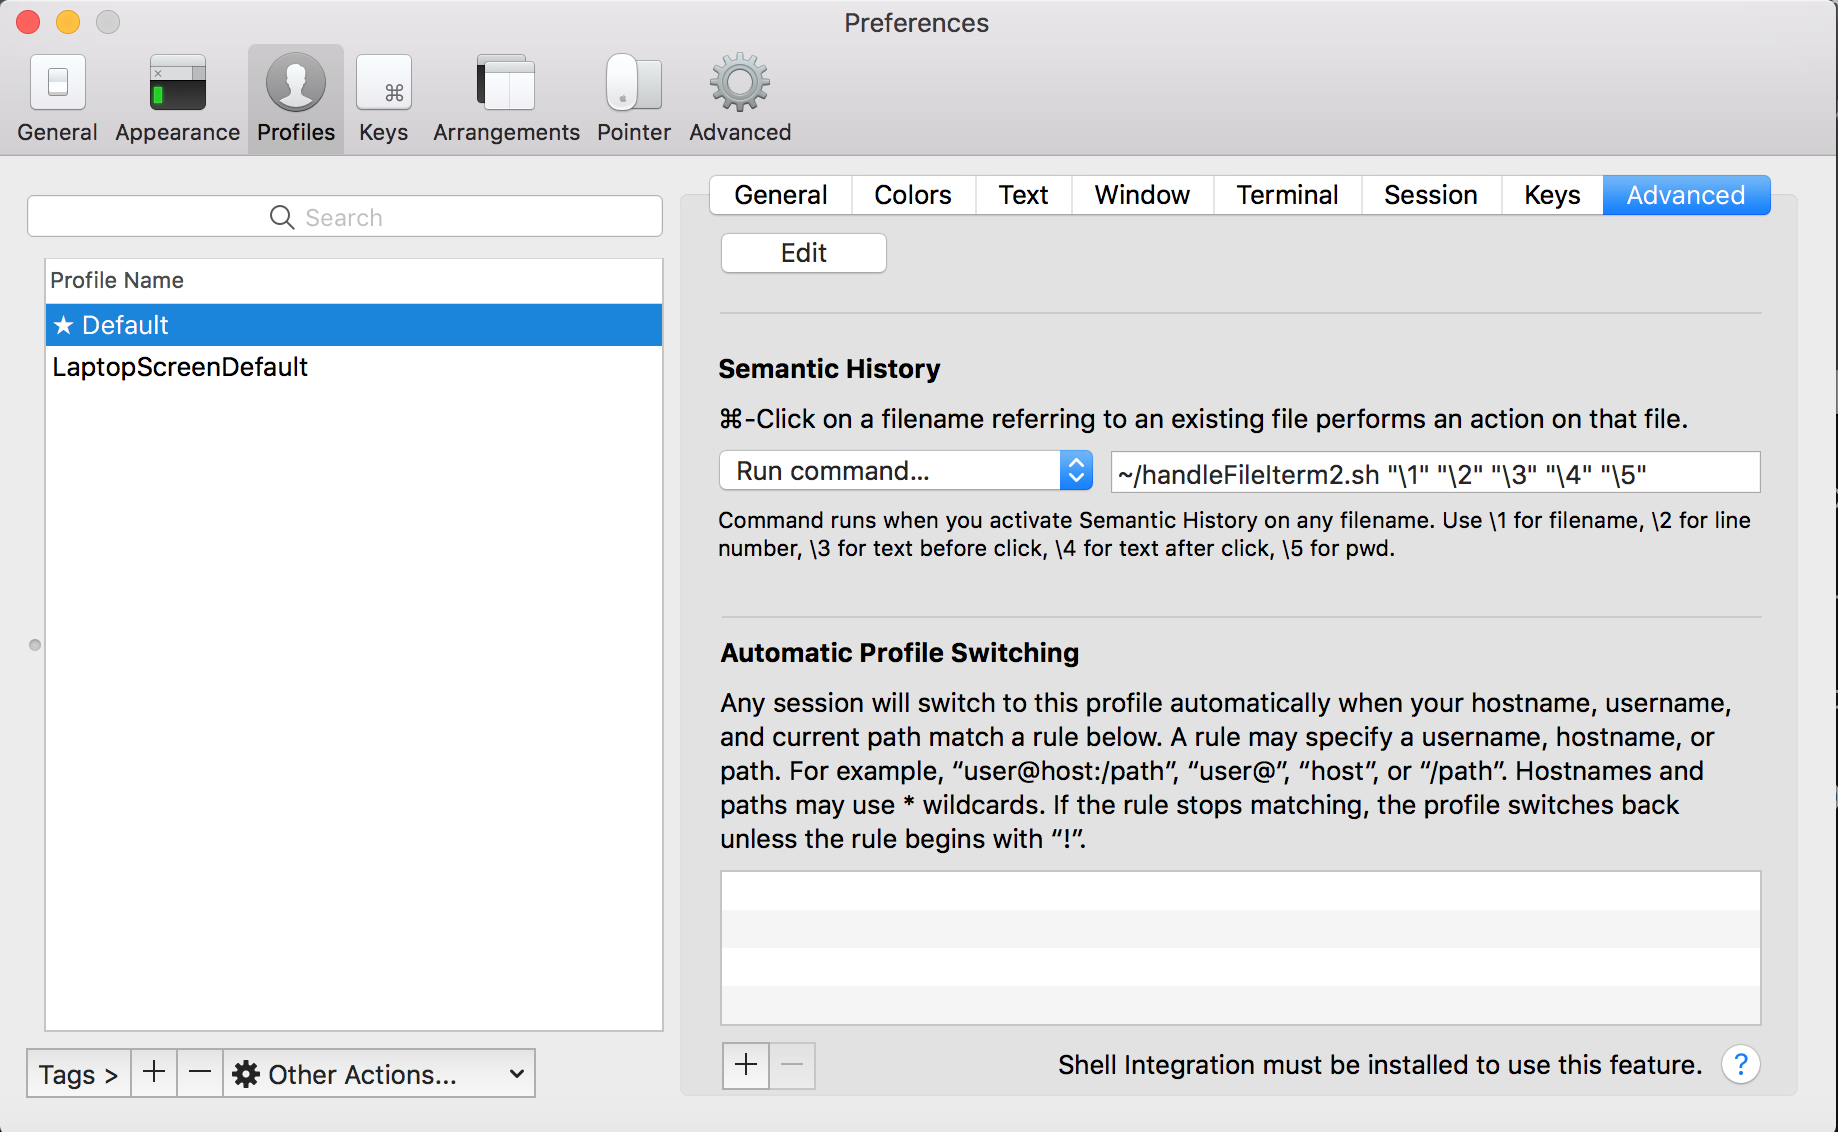 Preferences
General Appearance Profiles Keys Arrangements Pointer Advanced
Search
Profile Name
★ Default
LaptopScreenDefault
Tags > + − Other Actions...
General Colors Text Window Terminal Session Keys Advanced
Edit
Semantic History
⌘-Click on a filename referring to an existing file performs an action on that file.
Run command... ~/handleFileIterm2.sh "\1" "\2" "\3" "\4" "\5"
Command runs when you activate Semantic History on any filename. Use \1 for filename, \2 for line
number, \3 for text before click, \4 for text after click, \5 for pwd.
Automatic Profile Switching
Any session will switch to this profile automatically when your hostname, username,
and current path match a rule below. A rule may specify a username, hostname, or
path. For example, “user@host:/path”, “user@”, “host”, or “/path”. Hostnames and
paths may use * wildcards. If the rule stops matching, the profile switches back
unless the rule begins with “!”.
+ − Shell Integration must be installed to use this feature. ?